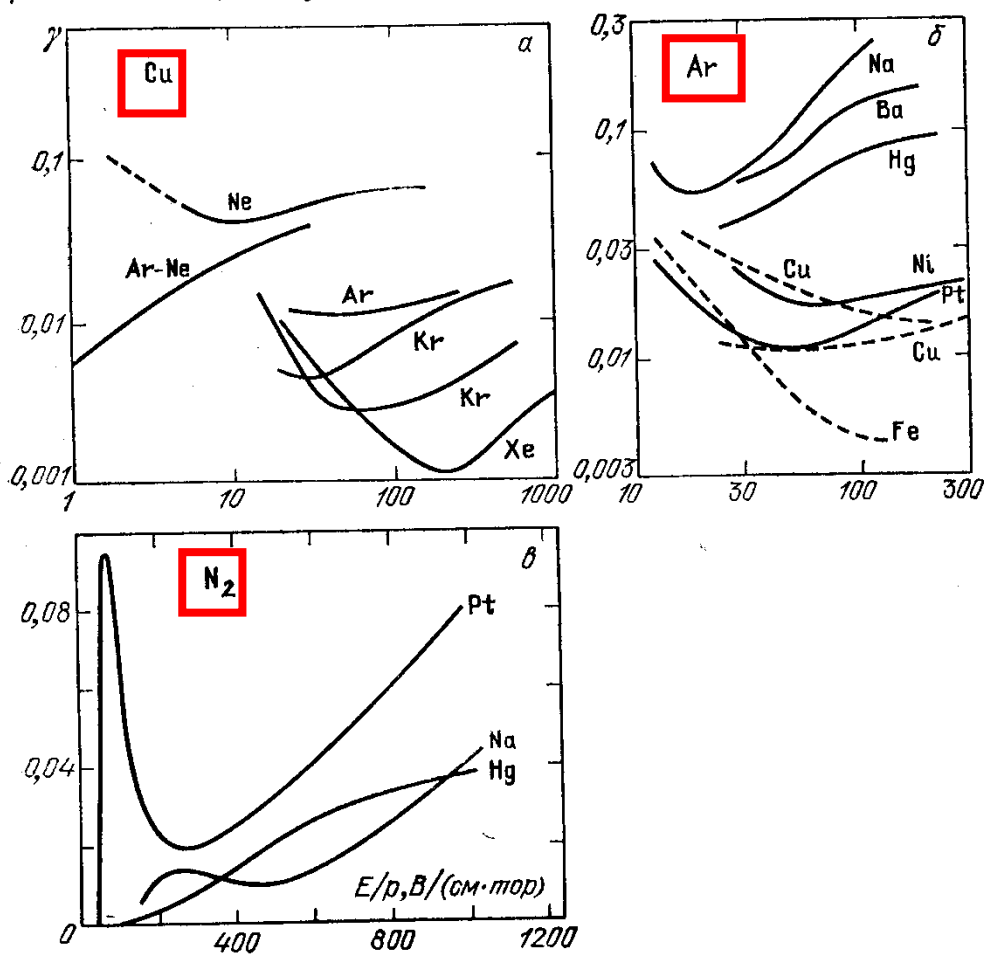 γ
Cu
а
0,1
Ne
Ar-Ne
Ar
0,01
Kr
Kr
Xe
0,001
1 10 100 1000
0,3
Ar
б
Na
0,1
Ba
Hg
0,03
Cu
Ni
Pt
0,01
Cu
Fe
0,003
10 30 100 300
N₂
в
0,08
Pt
0,04
Na
Hg
E/p, В/(см·тор)
0 400 800 1200